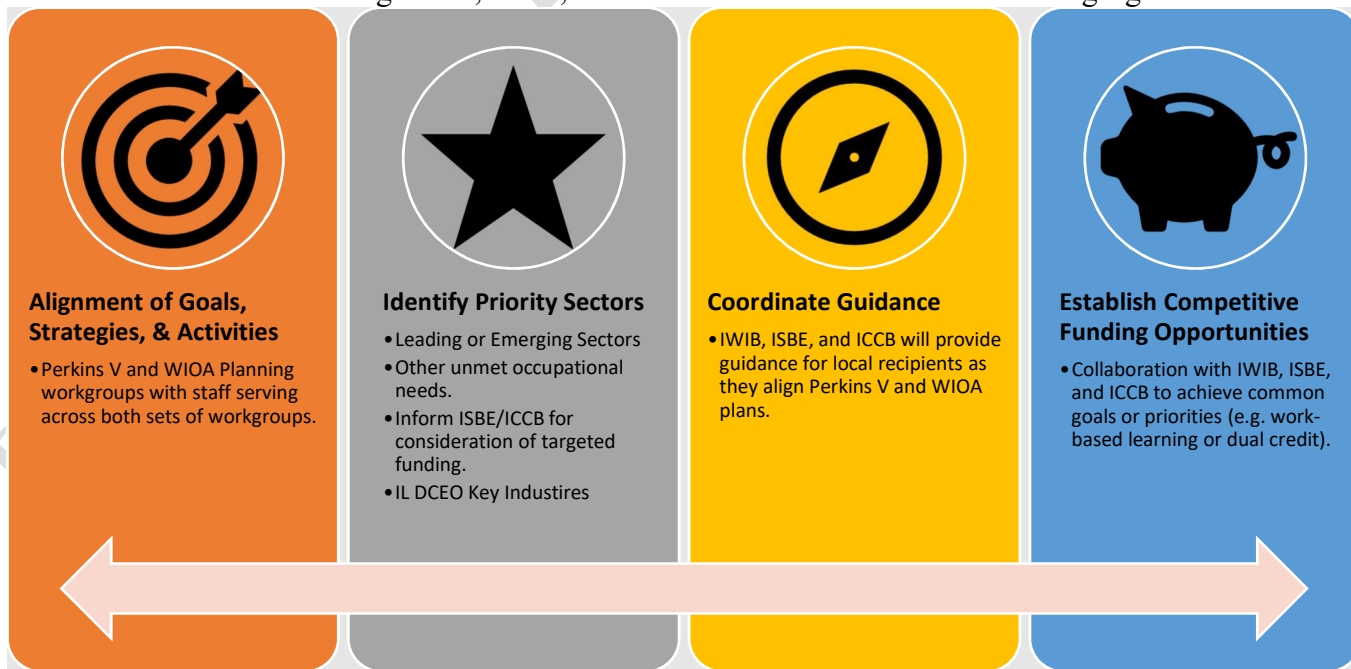 Alignment of Goals,
Strategies, & Activities
•Perkins V and WIOA Planning
workgroups with staff serving
across both sets of workgroups.
Identify Priority Sectors
•Leading or Emerging Sectors
•Other unmet occupational
needs.
•Inform ISBE/ICCB for
consideration of targeted
funding.
•IL DCEO Key Industires
Coordinate Guidance
•IWIB, ISBE, and ICCB will provide
guidance for local recipients as
they align Perkins V and WIOA
plans.
Establish Competitive
Funding Opportunities
•Collaboration with IWIB, ISBE,
and ICCB to achieve common
goals or priorities (e.g. work-
based learning or dual credit).